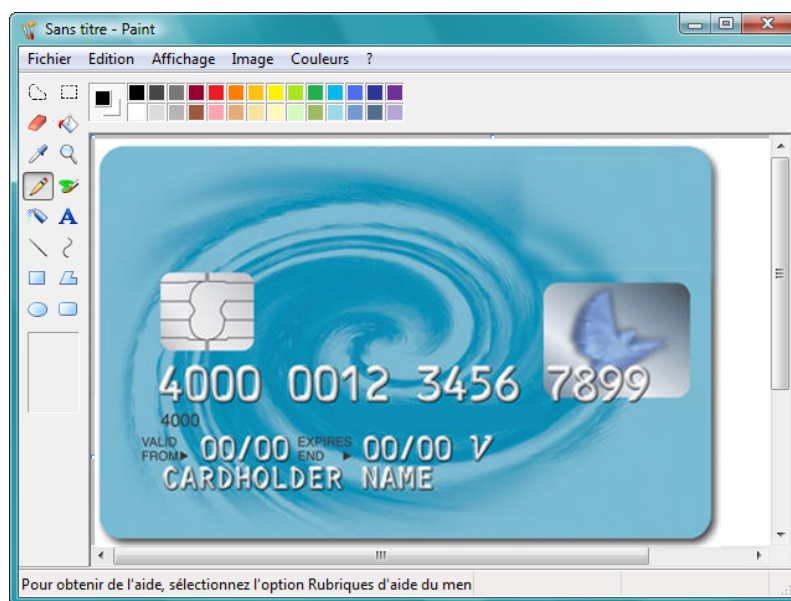 Sans titre - Paint
Fichier Edition Affichage Image Couleurs ?
4000 0012 3456 7899
4000
VALID FROM► 00/00 EXPIRES END ► 00/00 V
CARDHOLDER NAME
Pour obtenir de l'aide, sélectionnez l'option Rubriques d'aide du men